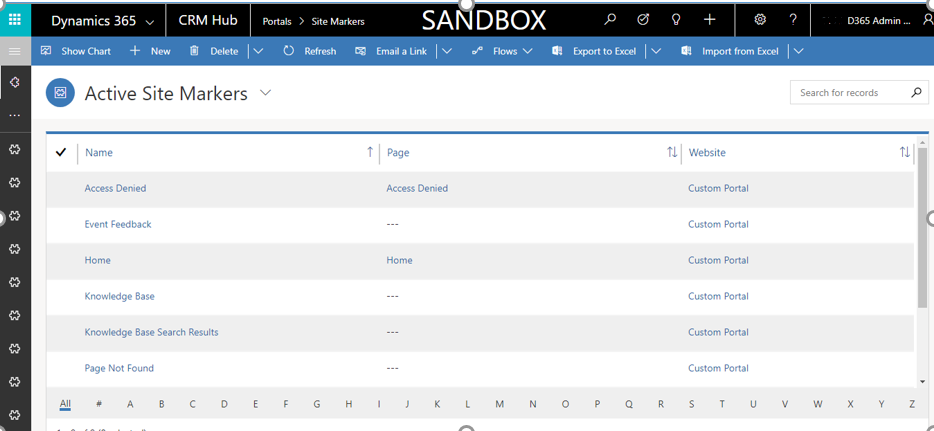 Dynamics 365 CRM Hub Portals > Site Markers SANDBOX D365 Admin ...
Show Chart + New Delete Refresh Email a Link Flows Export to Excel Import from Excel
Active Site Markers
Search for records
Name Page Website
Access Denied Access Denied Custom Portal
Event Feedback --- Custom Portal
Home Home Custom Portal
Knowledge Base --- Custom Portal
Knowledge Base Search Results --- Custom Portal
Page Not Found --- Custom Portal
All # A B C D E F G H I J K L M N O P Q R S T U V W X Y Z